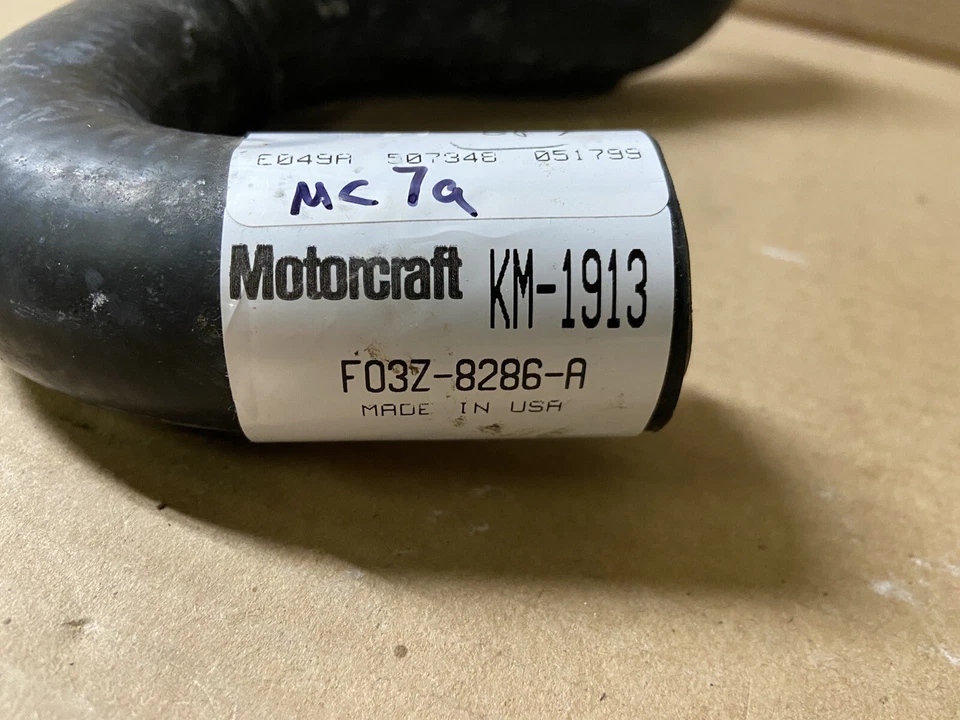 E049A 507348 051799
MC 7a
Motorcraft KM-1913
F03Z-8286-A
MADE IN USA